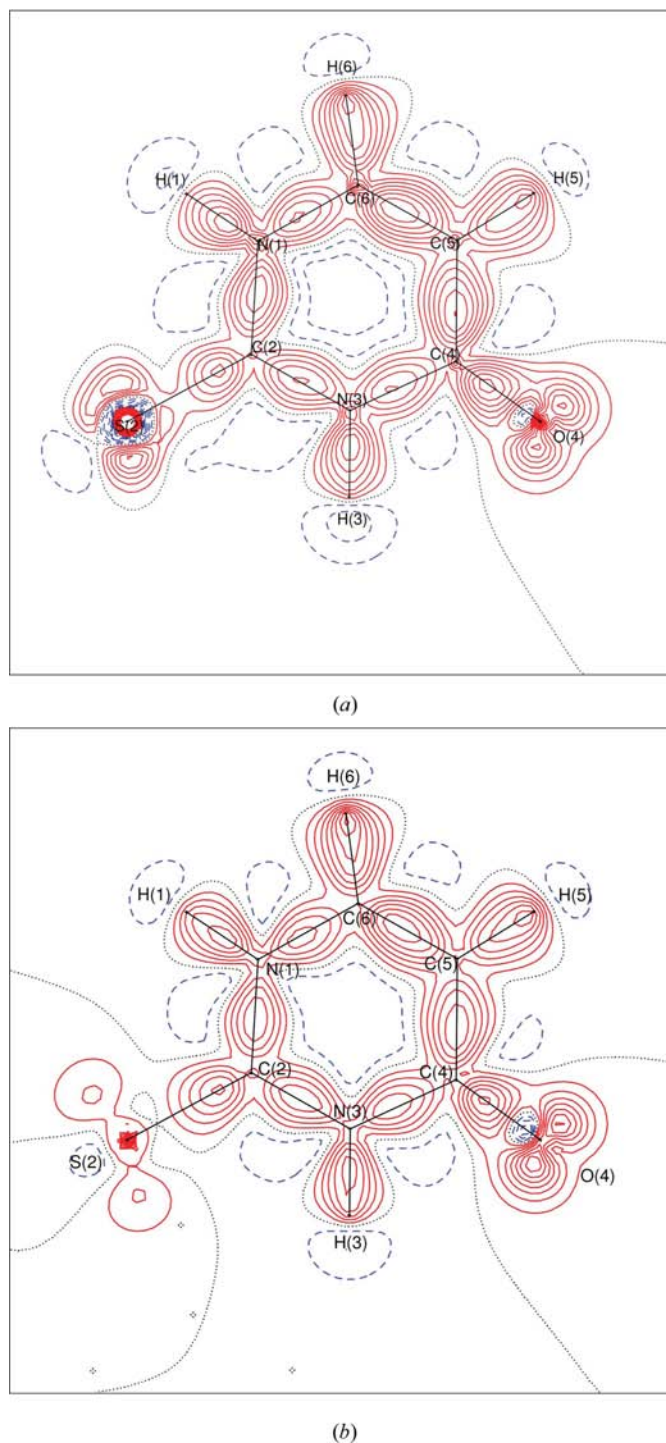 H(6)
H(1)
H(5)
C(6)
N(1)
C(5)
C(2)
C(4)
N(3)
S(2)
O(4)
H(3)
(a)
H(6)
H(1)
H(5)
C(6)
N(1)
C(5)
C(2)
C(4)
N(3)
S(2)
O(4)
H(3)
(b)